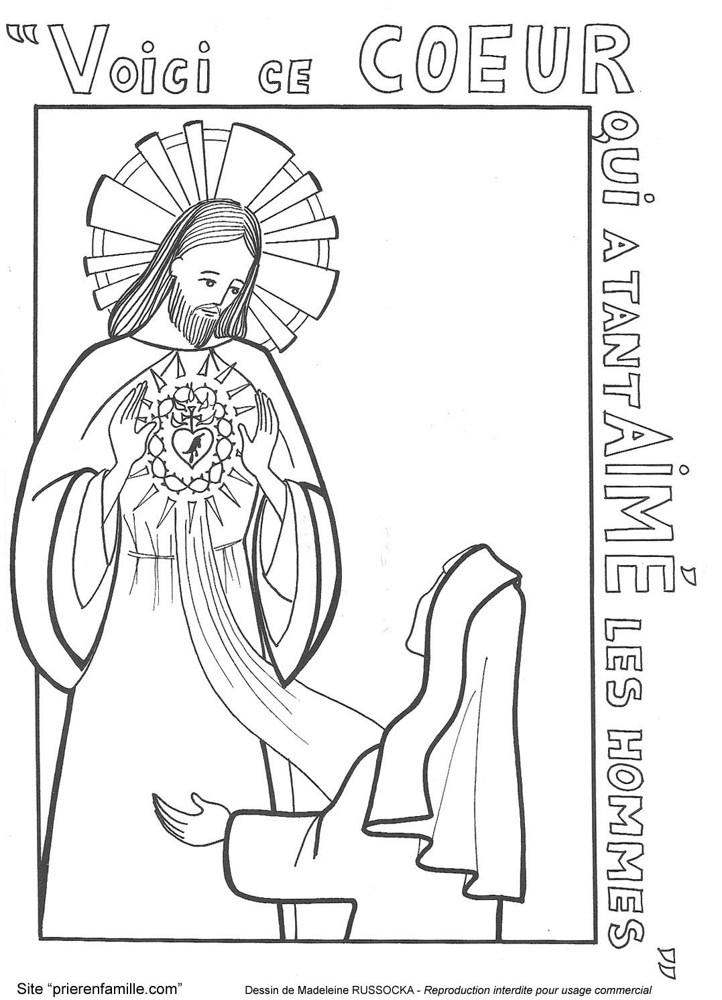 “Voici ce COEUR
QUi A TANT AiMÉ LES HOMMES”
Site “prierenfamille.com”
Dessin de Madeleine RUSSOCKA - Reproduction interdite pour usage commercial